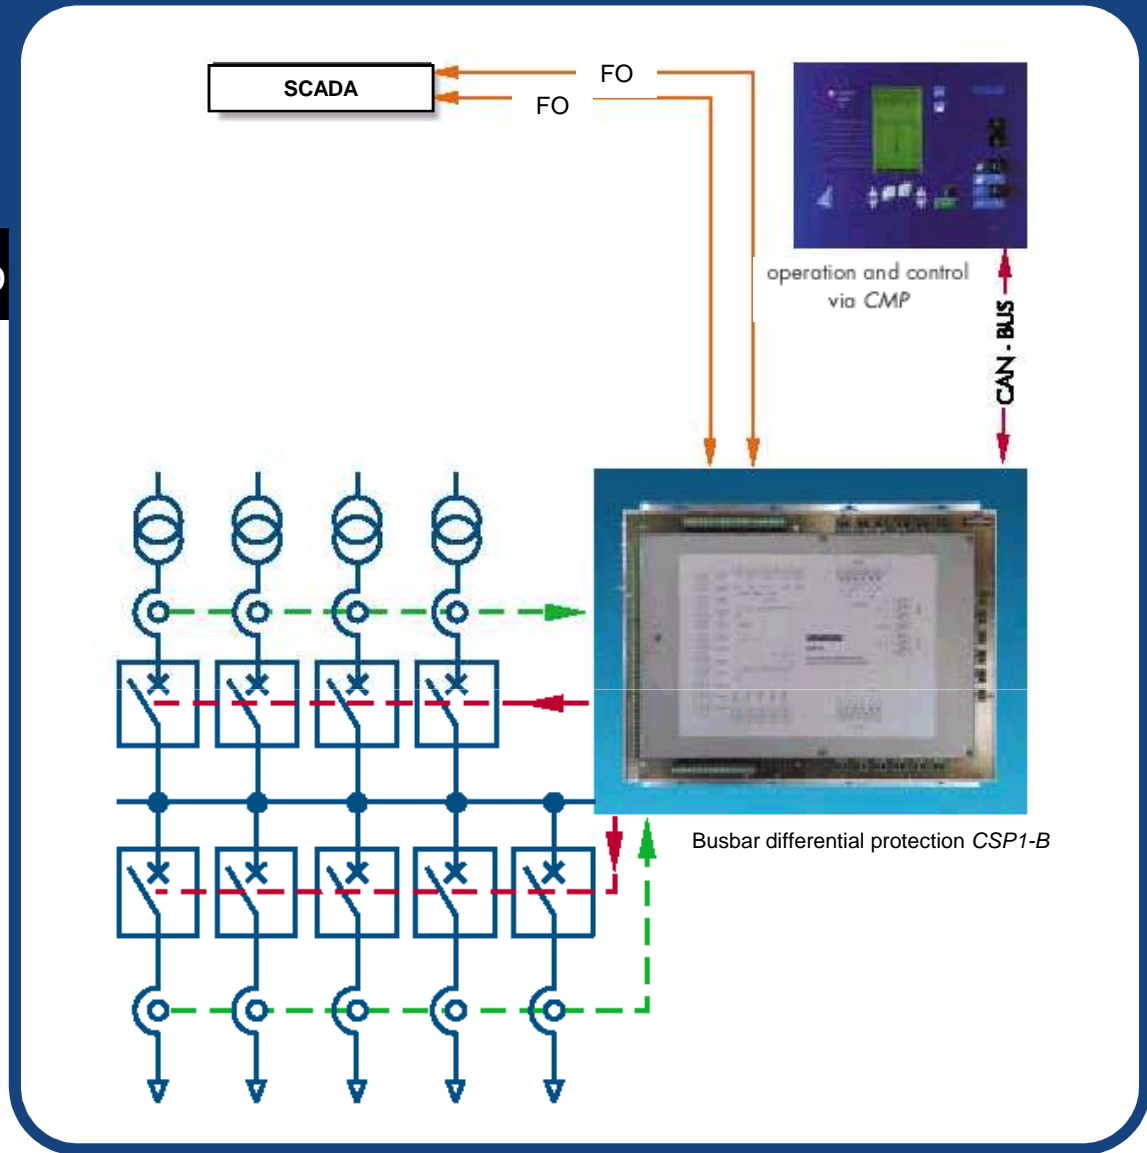 FO
SCADA
FO
operation and control
via CMP
CAN - BUS
Busbar differential protection CSP1-B